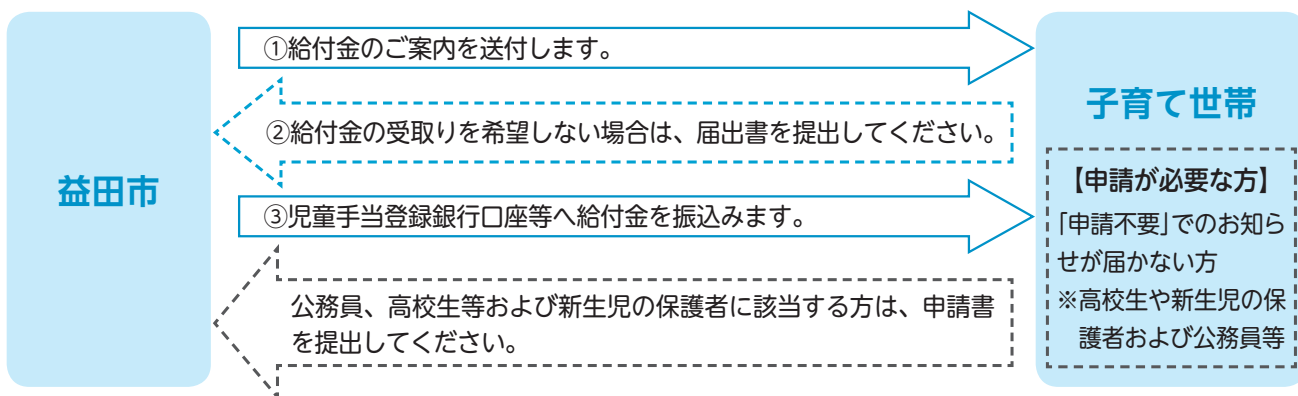 益田市
①給付金のご案内を送付します。
②給付金の受取りを希望しない場合は、届出書を提出してください。
③児童手当登録銀行口座等へ給付金を振込みます。
公務員、高校生等および新生児の保護者に該当する方は、申請書
を提出してください。
子育て世帯
【申請が必要な方】
「申請不要」でのお知ら
せが届かない方
※高校生や新生児の保
護者および公務員等